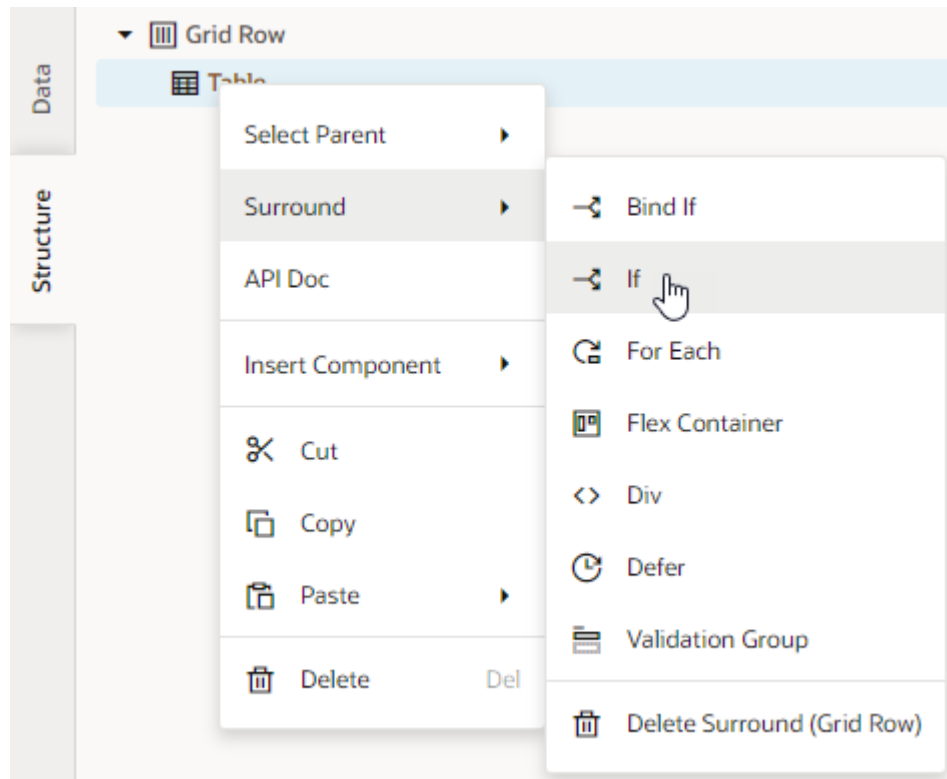 Grid Row
Table
Data
Structure
Select Parent
Surround
API Doc
Insert Component
Cut
Copy
Paste
Delete Del
Bind If
If
For Each
Flex Container
Div
Defer
Validation Group
Delete Surround (Grid Row)